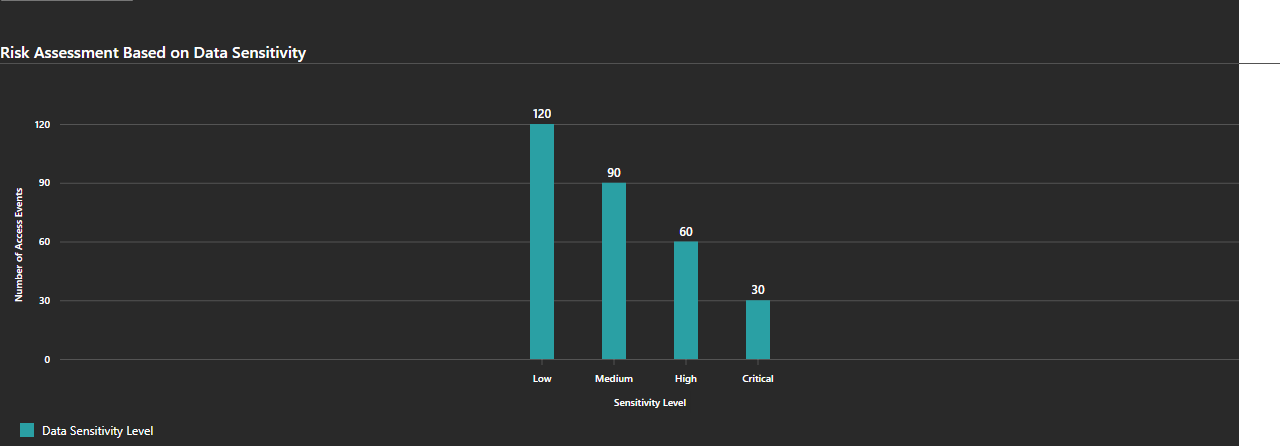 Risk Assessment Based on Data Sensitivity
120
90
60
30
120
90
60
30
0
Number of Access Events
Low
Medium
High
Critical
Sensitivity Level
Data Sensitivity Level